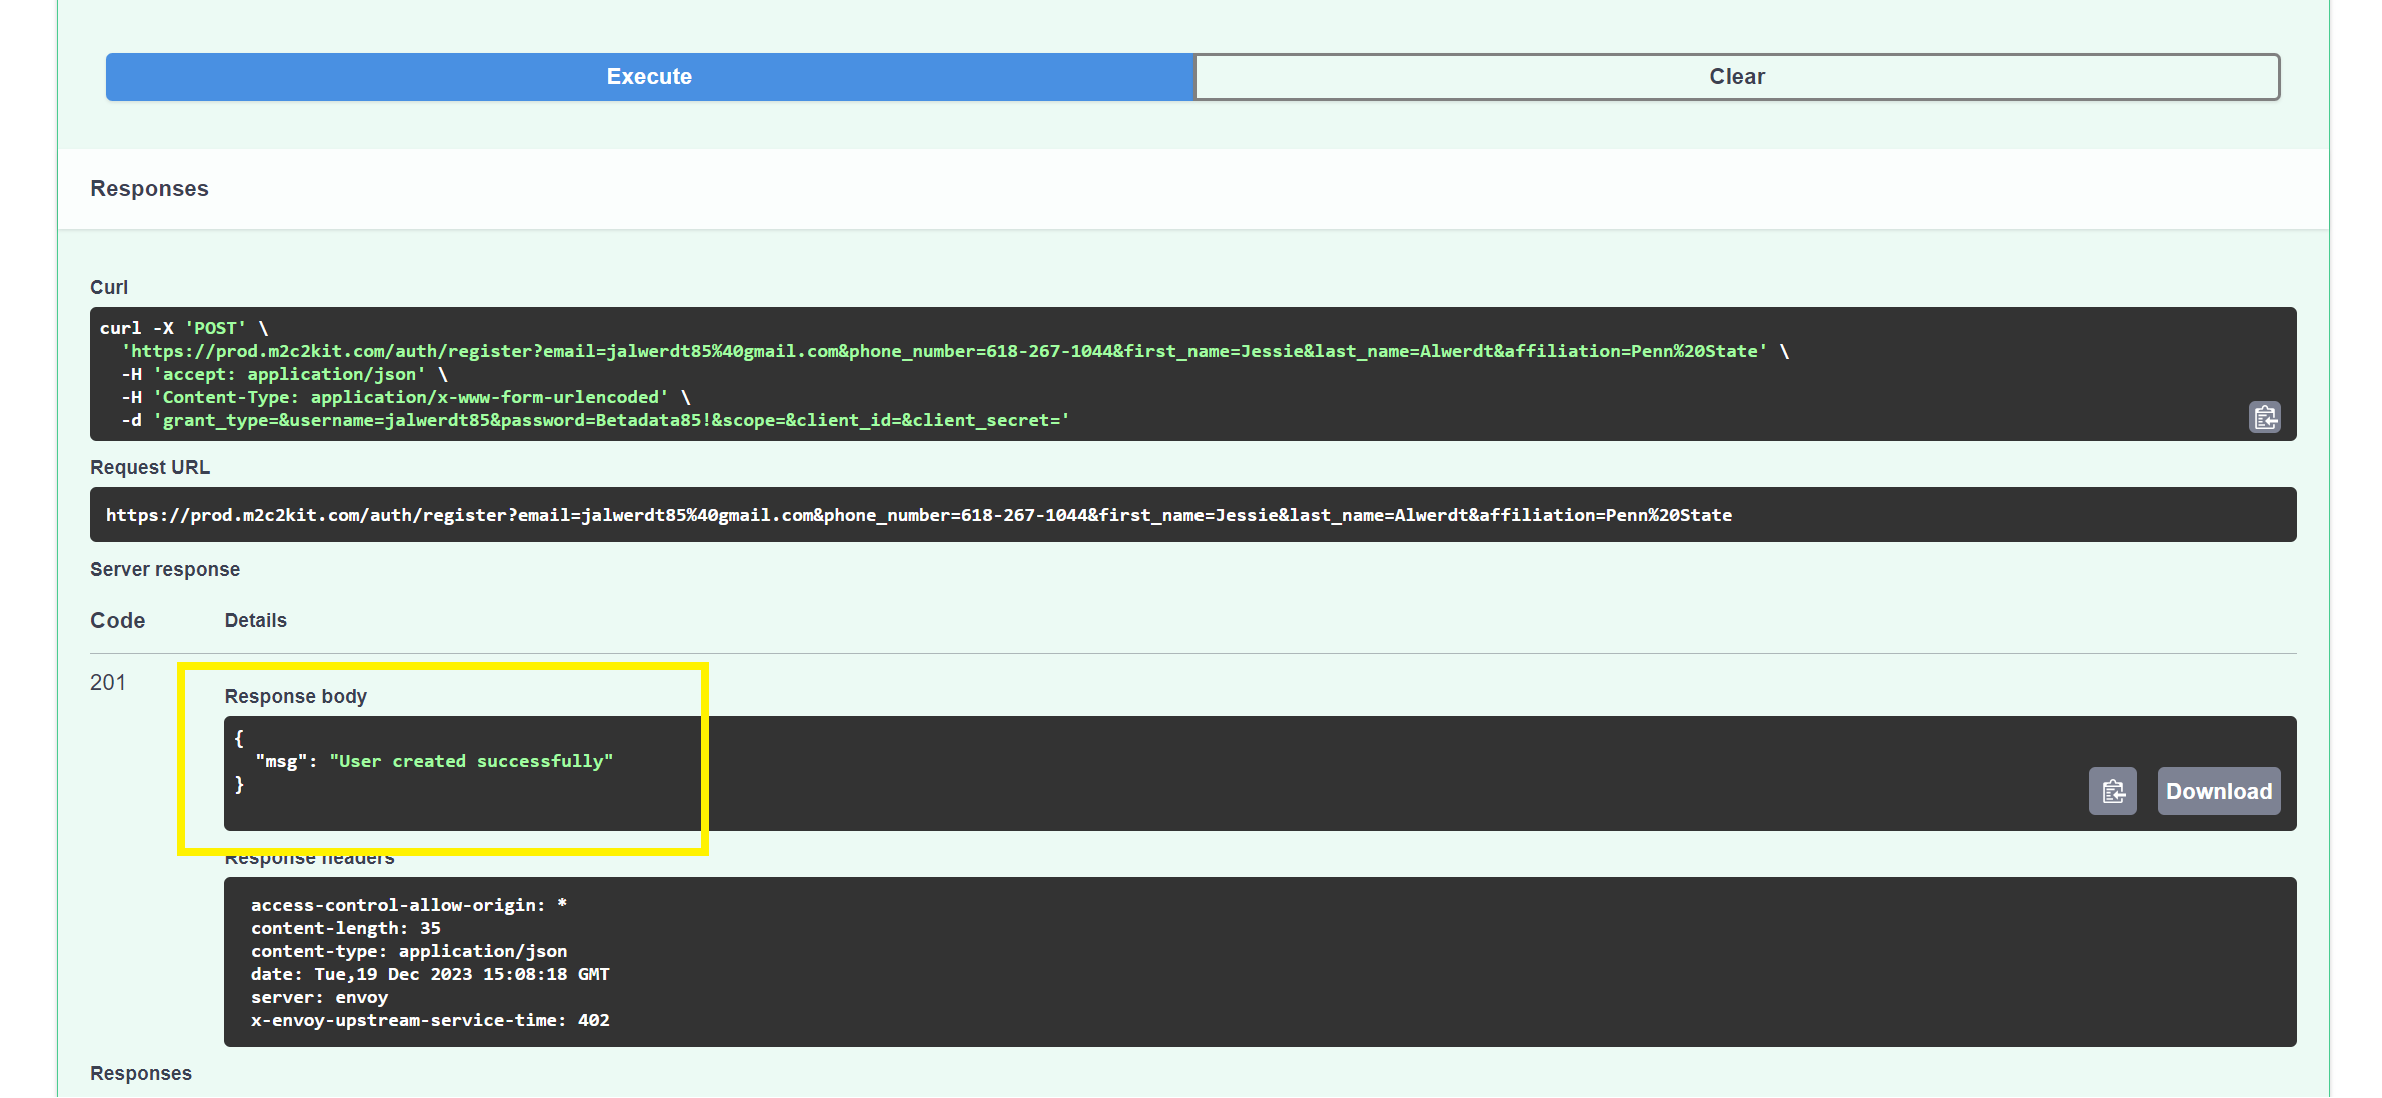 Execute
Clear
Responses
Curl
curl -X 'POST' \
'https://prod.m2c2kit.com/auth/register?email=jalwerdt85%40gmail.com&phone_number=618-267-1044&first_name=Jessie&last_name=Alwerdt&affiliation=Penn%20State' \
-H 'accept: application/json' \
-H 'Content-Type: application/x-www-form-urlencoded' \
-d 'grant_type=&username=jalwerdt85&password=Betadata85!&scope=&client_id=&client_secret='
Request URL
https://prod.m2c2kit.com/auth/register?email=jalwerdt85%40gmail.com&phone_number=618-267-1044&first_name=Jessie&last_name=Alwerdt&affiliation=Penn%20State
Server response
Code Details
201
Response body
{
"msg": "User created successfully"
}
Download
Response headers
access-control-allow-origin: *
content-length: 35
content-type: application/json
date: Tue,19 Dec 2023 15:08:18 GMT
server: envoy
x-envoy-upstream-service-time: 402
Responses